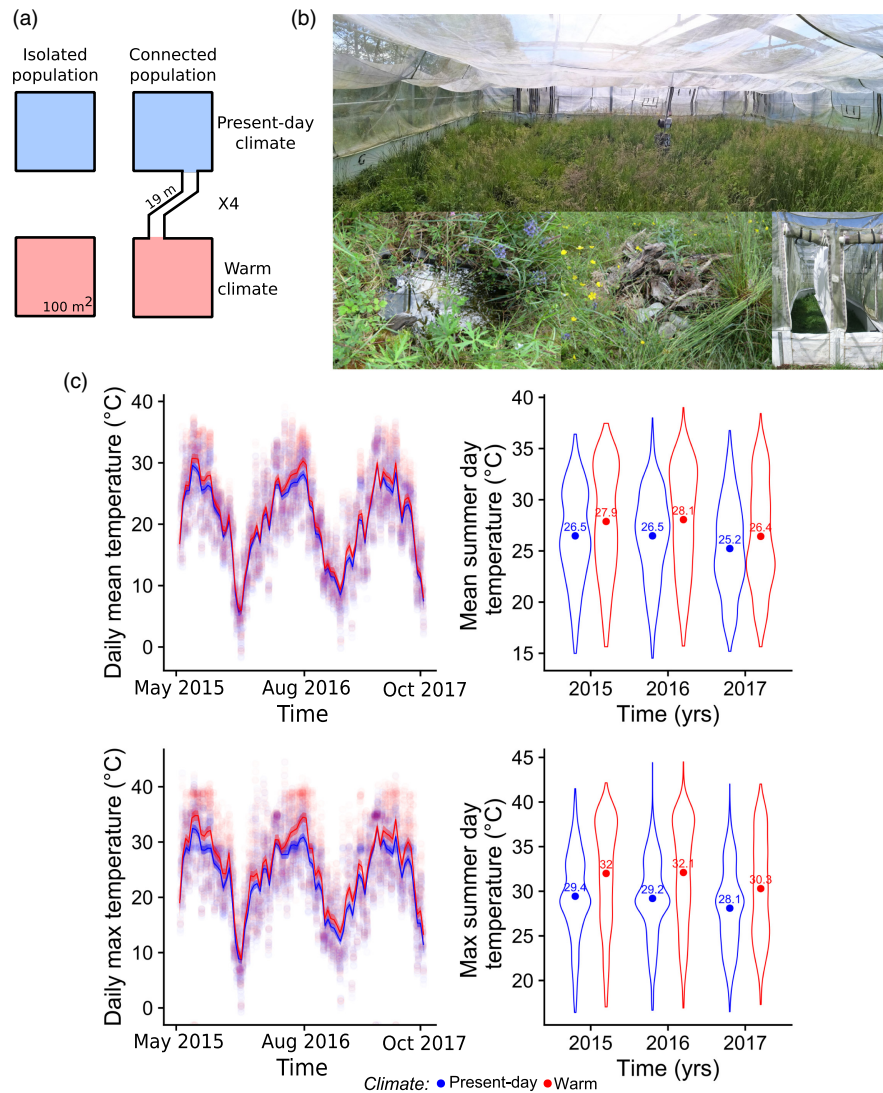 (a)
Isolated
population
Connected
population
Present-day
climate
19 m
X4
100 m²
Warm
climate
(b)
(c)
Daily mean temperature (°C)
40
30
20
10
0
May 2015
Aug 2016
Oct 2017
Time
Mean summer day
temperature (°C)
40
35
30
25
20
15
26.5
27.9
26.5
28.1
25.2
26.4
2015
2016
2017
Time (yrs)
Daily max temperature (°C)
40
30
20
10
0
May 2015
Aug 2016
Oct 2017
Time
Max summer day
temperature (°C)
45
40
35
30
25
20
29.4
32
29.2
32.1
28.1
30.3
2015
2016
2017
Time (yrs)
Climate: Present-day Warm